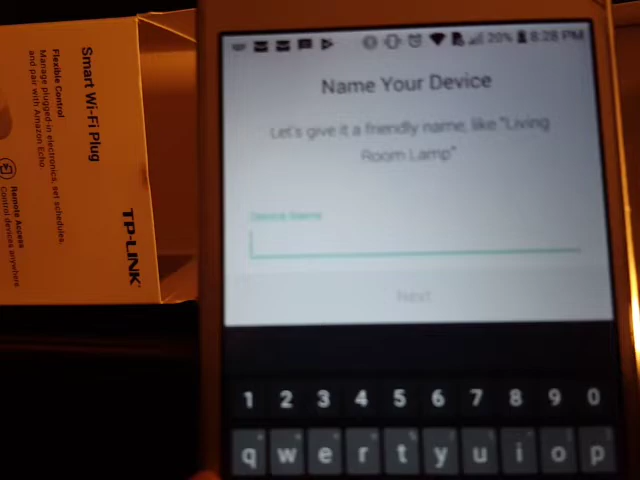 Smart Wi-Fi Plug
Flexible Control
Manage plugged-in electronics, set schedules,
and pair with Amazon Echo.
Remote Access
Control devices anywhere
TP-LINK
20% 8:28 PM
Name Your Device
Let's give it a friendly name, like "Living
Room Lamp"
Device Name
Next
1 2 3 4 5 6 7 8 9 0
q w e r t y u i o p